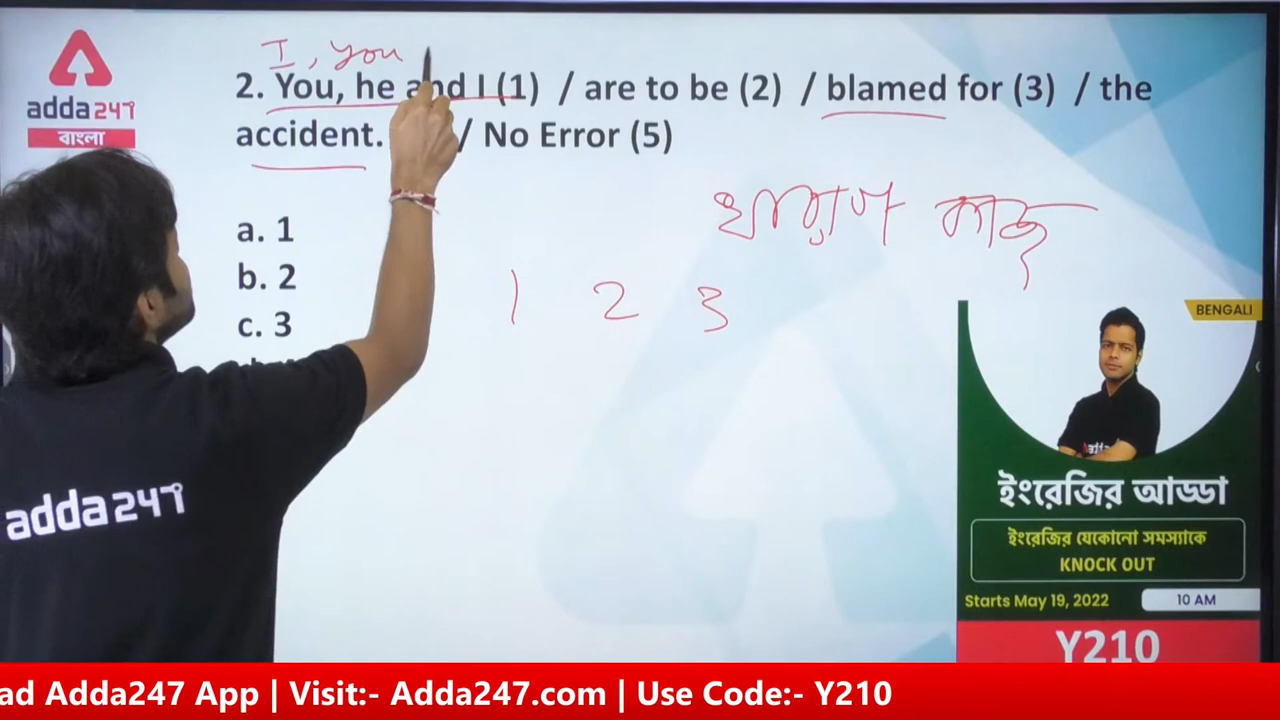 adda247
বাংলা
I, you
2. You, he and I (1) / are to be (2) / blamed for (3) / the
accident. / No Error (5)
খারাপ কাজ
a. 1
b. 2
c. 3
1 2 3
adda247
BENGALI
ইংরেজির আড্ডা
ইংরেজির যেকোনো সমস্যাকে
KNOCK OUT
Starts May 19, 2022 10 AM
Y210
ad Adda247 App | Visit:- Adda247.com | Use Code:- Y210